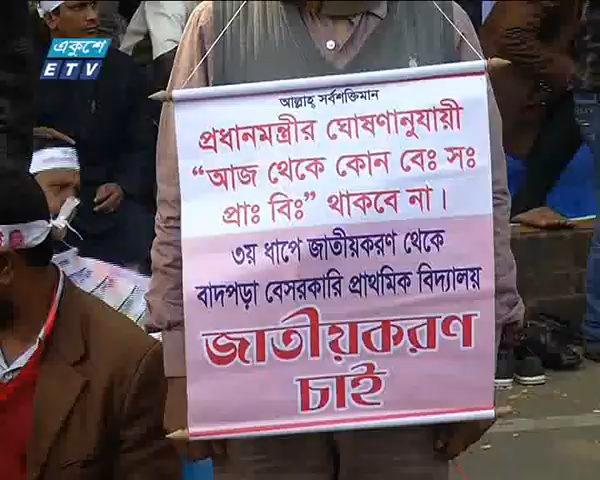 একুশে
ETV
আল্লাহ্ সর্বশক্তিমান
প্রধানমন্ত্রীর ঘোষণানুযায়ী
“আজ থেকে কোন বেঃ সঃ
প্রাঃ বিঃ” থাকবে না।
৩য় ধাপে জাতীয়করণ থেকে
বাদপড়া বেসরকারি প্রাথমিক বিদ্যালয়
জাতীয়করণ
চাই